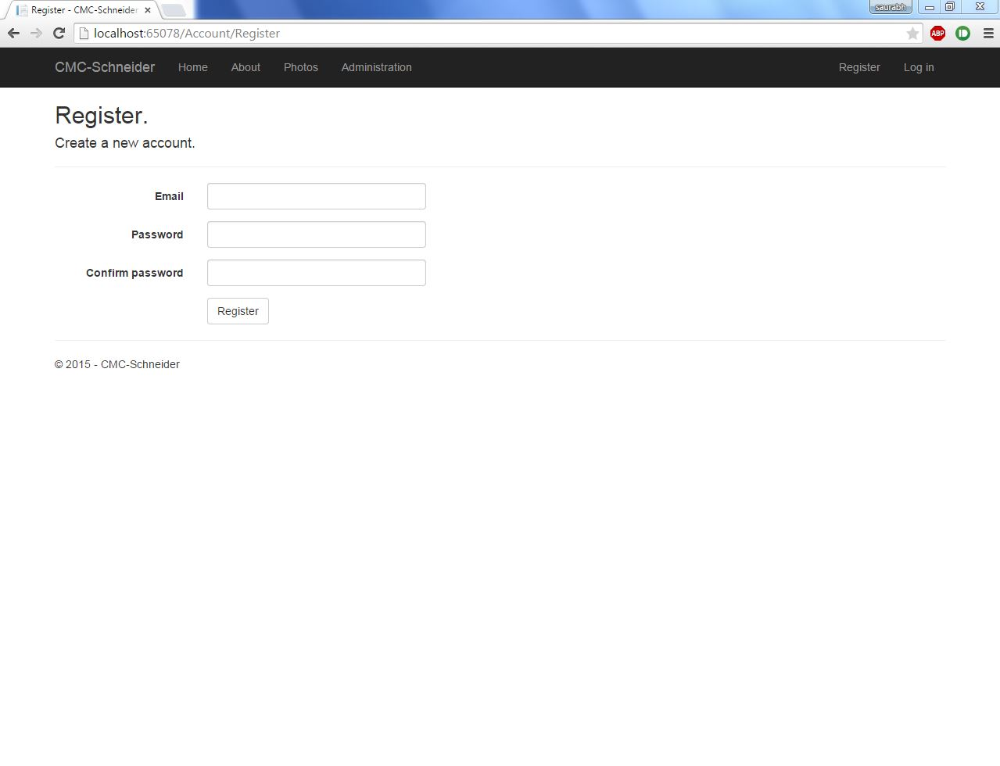 Register - CMC-Schneider
saurabh
localhost:65078/Account/Register
ABP
CMC-Schneider Home About Photos Administration Register Log in
Register.
Create a new account.
Email
Password
Confirm password
Register
© 2015 - CMC-Schneider